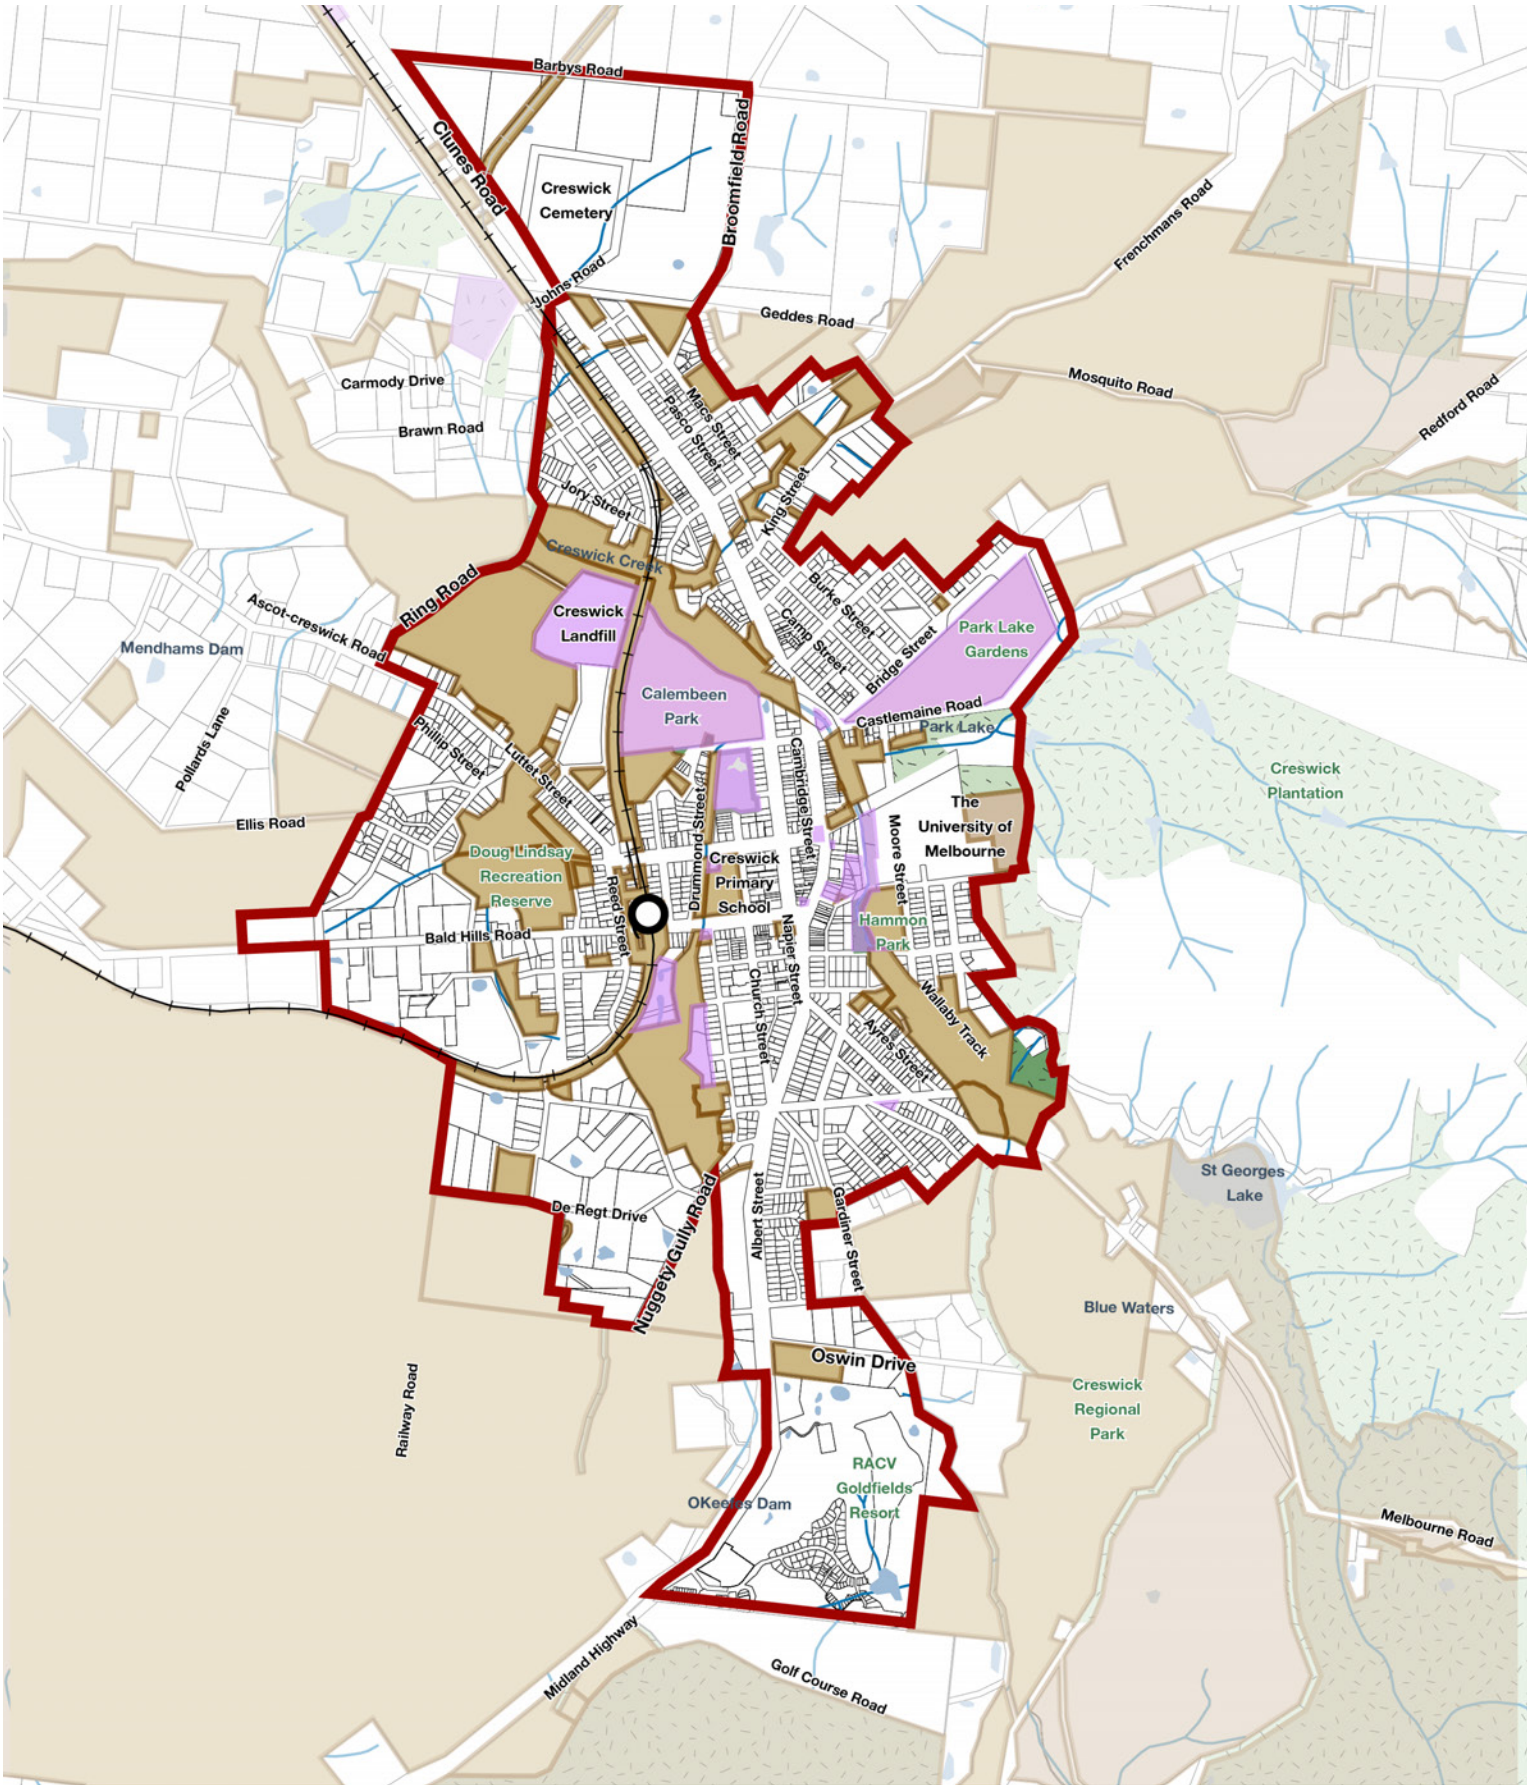 Barbys Road
Clunes Road
Broomfield Road
Creswick
Cemetery
Frenchmans Road
Johns Road
Geddes Road
Carmody Drive
Mosquito Road
Redford Road
Brawn Road
Macs Street
Pasco Street
Jory Street
King Street
Creswick Creek
Ring Road
Ascot-creswick Road
Creswick
Landfill
Burke Street
Camp Street
Bridge Street
Park Lake
Gardens
Mendhams Dam
Calembeen
Park
Castlemaine Road
Park Lake
Pollards Lane
Phillip Street
Luttet Street
Cambridge Street
Creswick
Plantation
Ellis Road
Drummond Street
The
University of
Melbourne
Moore Street
Doug Lindsay
Recreation
Reserve
Creswick
Primary
School
Reed Street
Hammon
Park
Bald Hills Road
Napier Street
Church Street
Wallaby Track
Ayres Street
St Georges
Lake
De Regt Drive
Nuggety Gully Road
Albert Street
Gardiner Street
Blue Waters
Oswin Drive
Railway Road
Creswick
Regional
Park
RACV
Goldfields
Resort
OKeefes Dam
Melbourne Road
Midland Highway
Golf Course Road